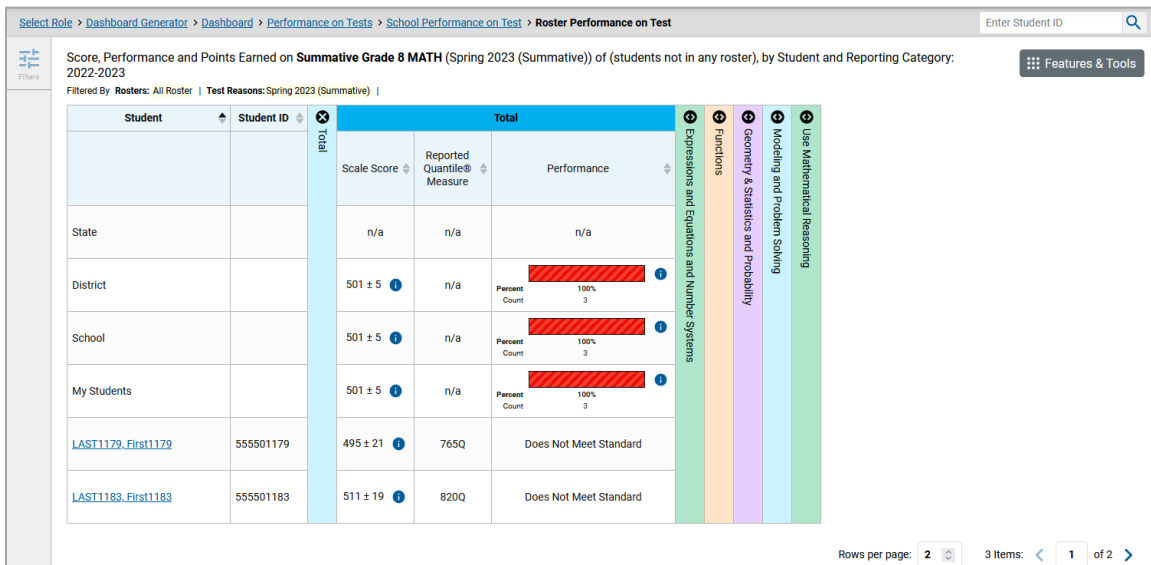 Select Role > Dashboard Generator > Dashboard > Performance on Tests > School Performance on Test > Roster Performance on Test
Enter Student ID
Filters
Score, Performance and Points Earned on Summative Grade 8 MATH (Spring 2023 (Summative)) of (students not in any roster), by Student and Reporting Category:
2022-2023
Features & Tools
Filtered By Rosters: All Roster | Test Reasons: Spring 2023 (Summative) |
Student Student ID Total Total
Scale Score Reported Quantile® Measure Performance
Expressions and Equations and Number Systems
Functions
Geometry & Statistics and Probability
Modeling and Problem Solving
Use Mathematical Reasoning
State n/a n/a n/a
District 501 ± 5 n/a Percent 100%
Count 3
School 501 ± 5 n/a Percent 100%
Count 3
My Students 501 ± 5 n/a Percent 100%
Count 3
LAST1179, First1179 555501179 495 ± 21 765Q Does Not Meet Standard
LAST1183, First1183 555501183 511 ± 19 820Q Does Not Meet Standard
Rows per page: 2 3 Items: 1 of 2